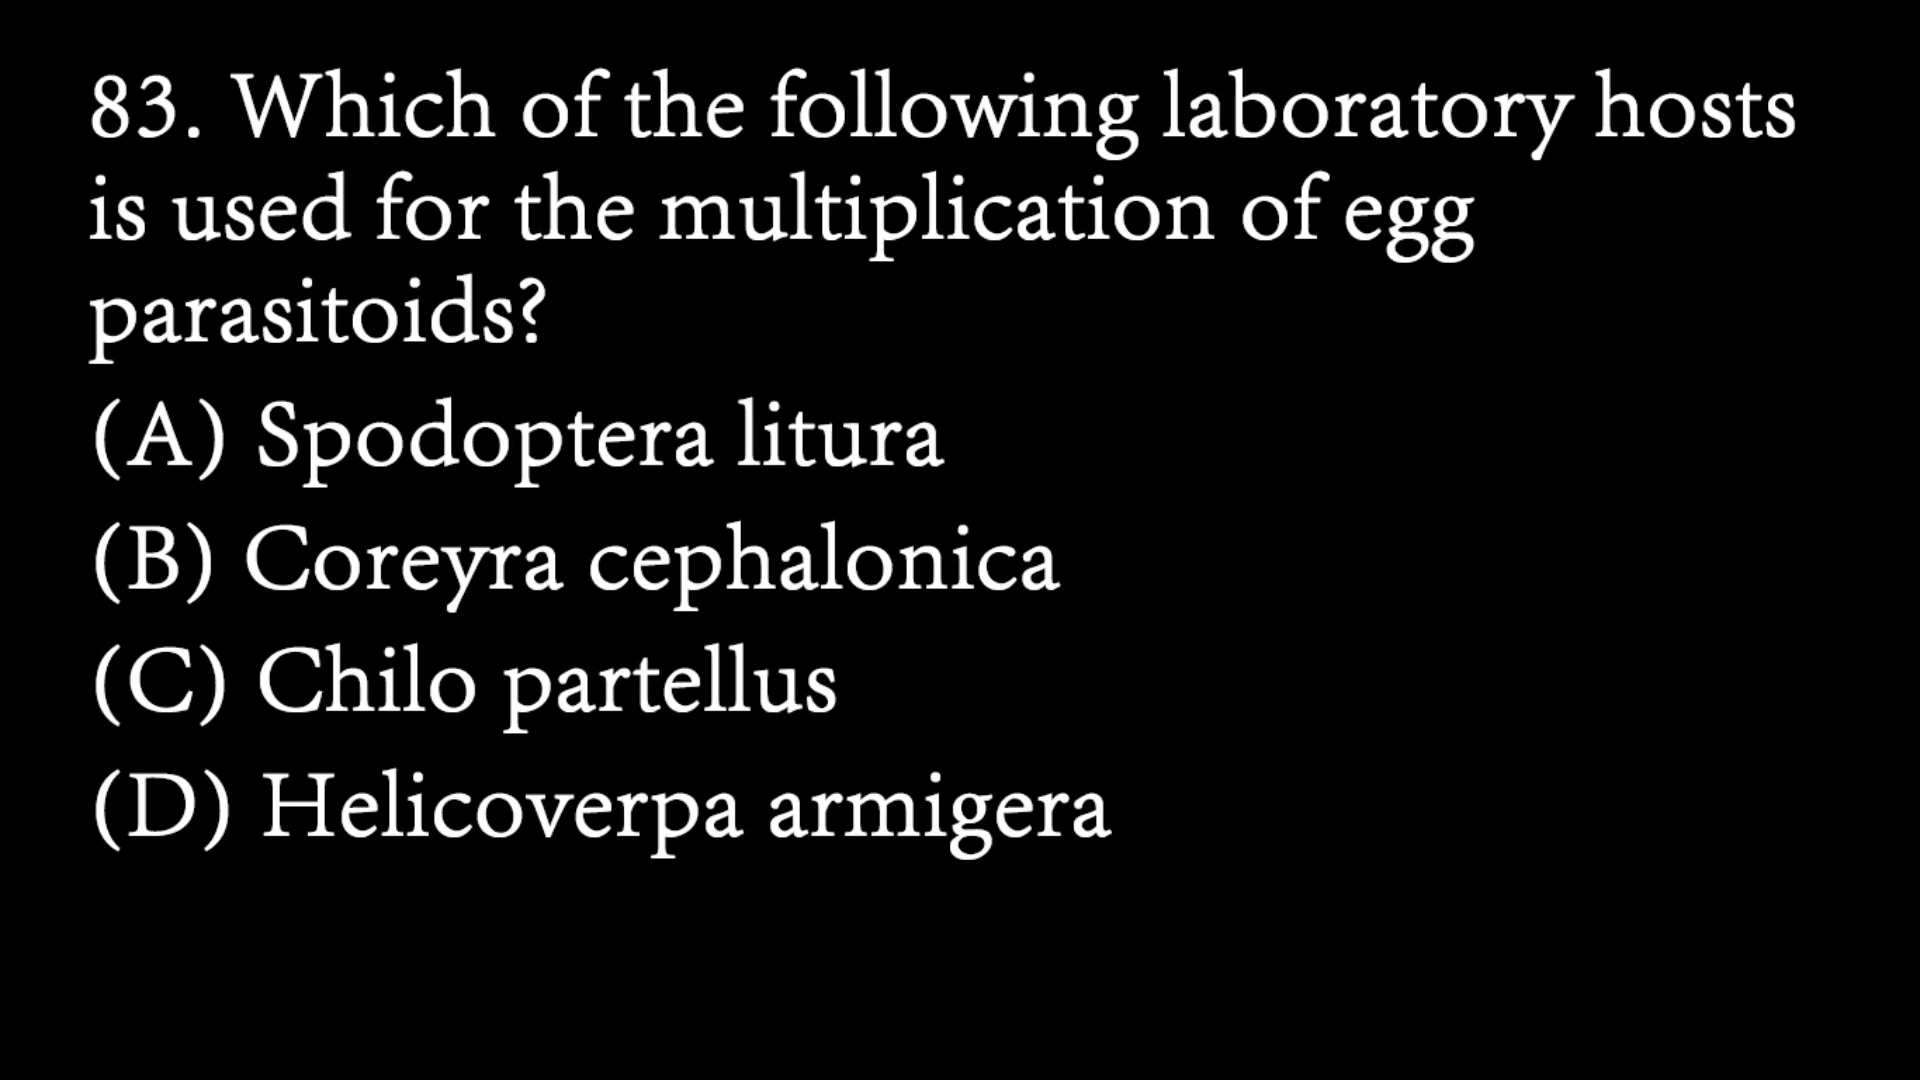 83. Which of the following laboratory hosts
is used for the multiplication of egg
parasitoids?
(A) Spodoptera litura
(B) Coreyra cephalonica
(C) Chilo partellus
(D) Helicoverpa armigera